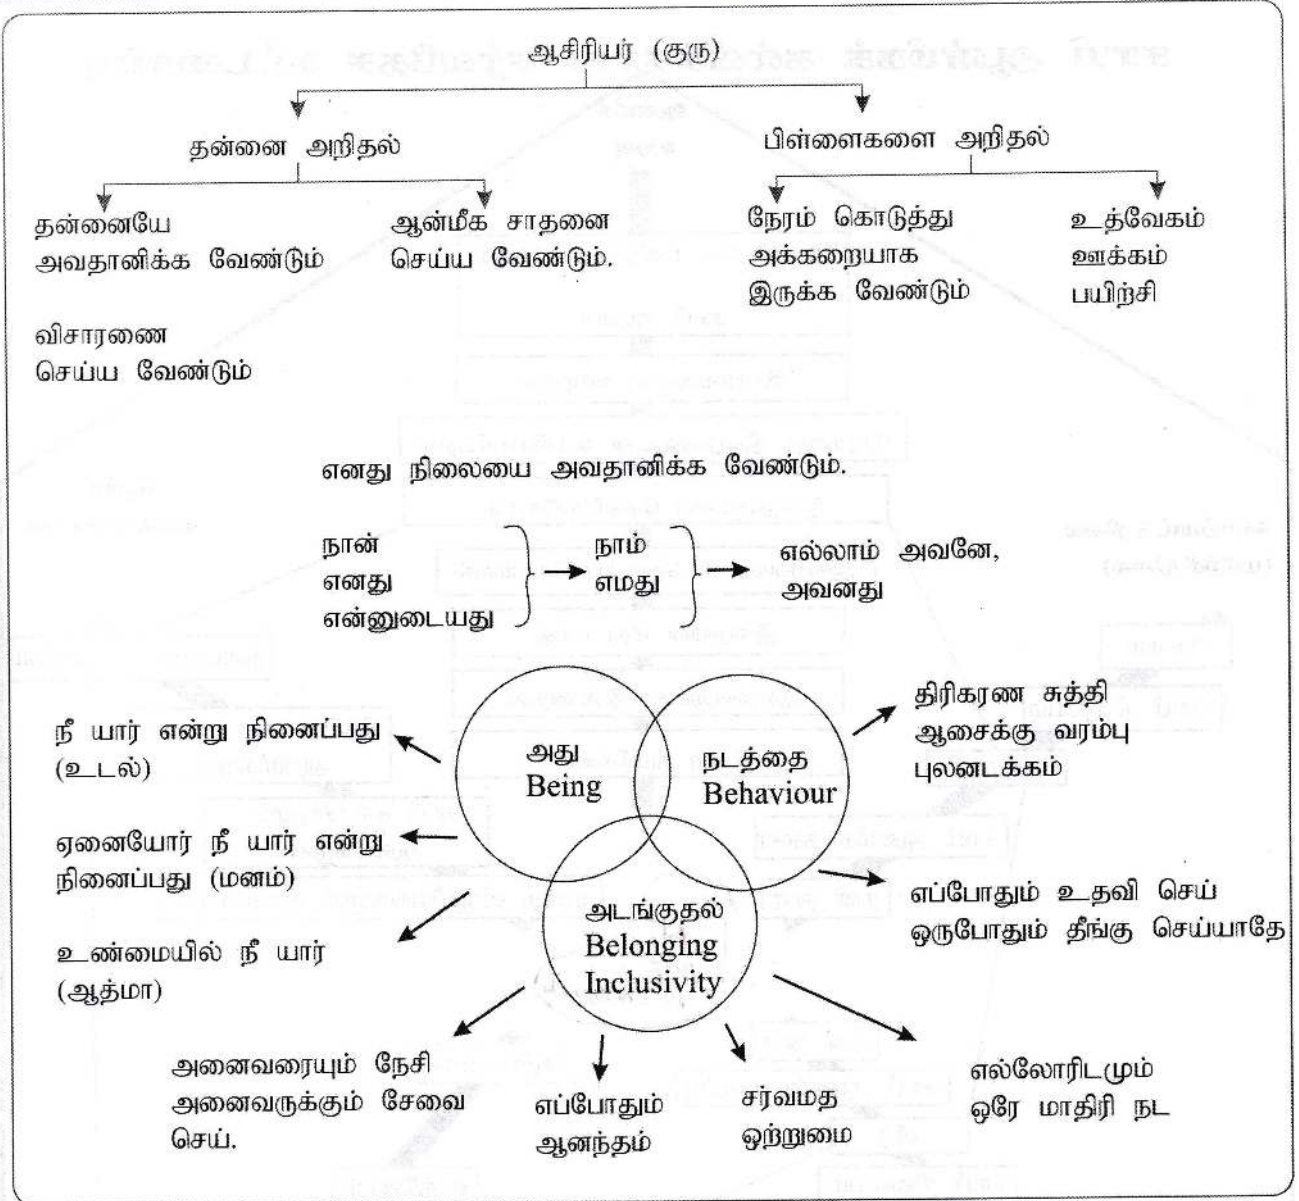 ஆசிரியர் (குரு)
தன்னை அறிதல்
பிள்ளைகளை அறிதல்
தன்னையே
அவதானிக்க வேண்டும்
விசாரணை
செய்ய வேண்டும்
ஆன்மீக சாதனை
செய்ய வேண்டும்.
நேரம் கொடுத்து
அக்கறையாக
இருக்க வேண்டும்
உத்வேகம்
ஊக்கம்
பயிற்சி
எனது நிலையை அவதானிக்க வேண்டும்.
நான்
எனது
என்னுடையது
நாம்
எமது
எல்லாம் அவனே,
அவனது
அது
Being
நடத்தை
Behaviour
அடங்குதல்
Belonging
Inclusivity
நீ யார் என்று நினைப்பது
(உடல்)
ஏனையோர் நீ யார் என்று
நினைப்பது (மனம்)
உண்மையில் நீ யார்
(ஆத்மா)
திரிகரண சுத்தி
ஆசைக்கு வரம்பு
புலனடக்கம்
எப்போதும் உதவி செய்
ஒருபோதும் தீங்கு செய்யாதே
அனைவரையும் நேசி
அனைவருக்கும் சேவை
செய்.
எப்போதும்
ஆனந்தம்
சர்வமத
ஒற்றுமை
எல்லோரிடமும்
ஒரே மாதிரி நட